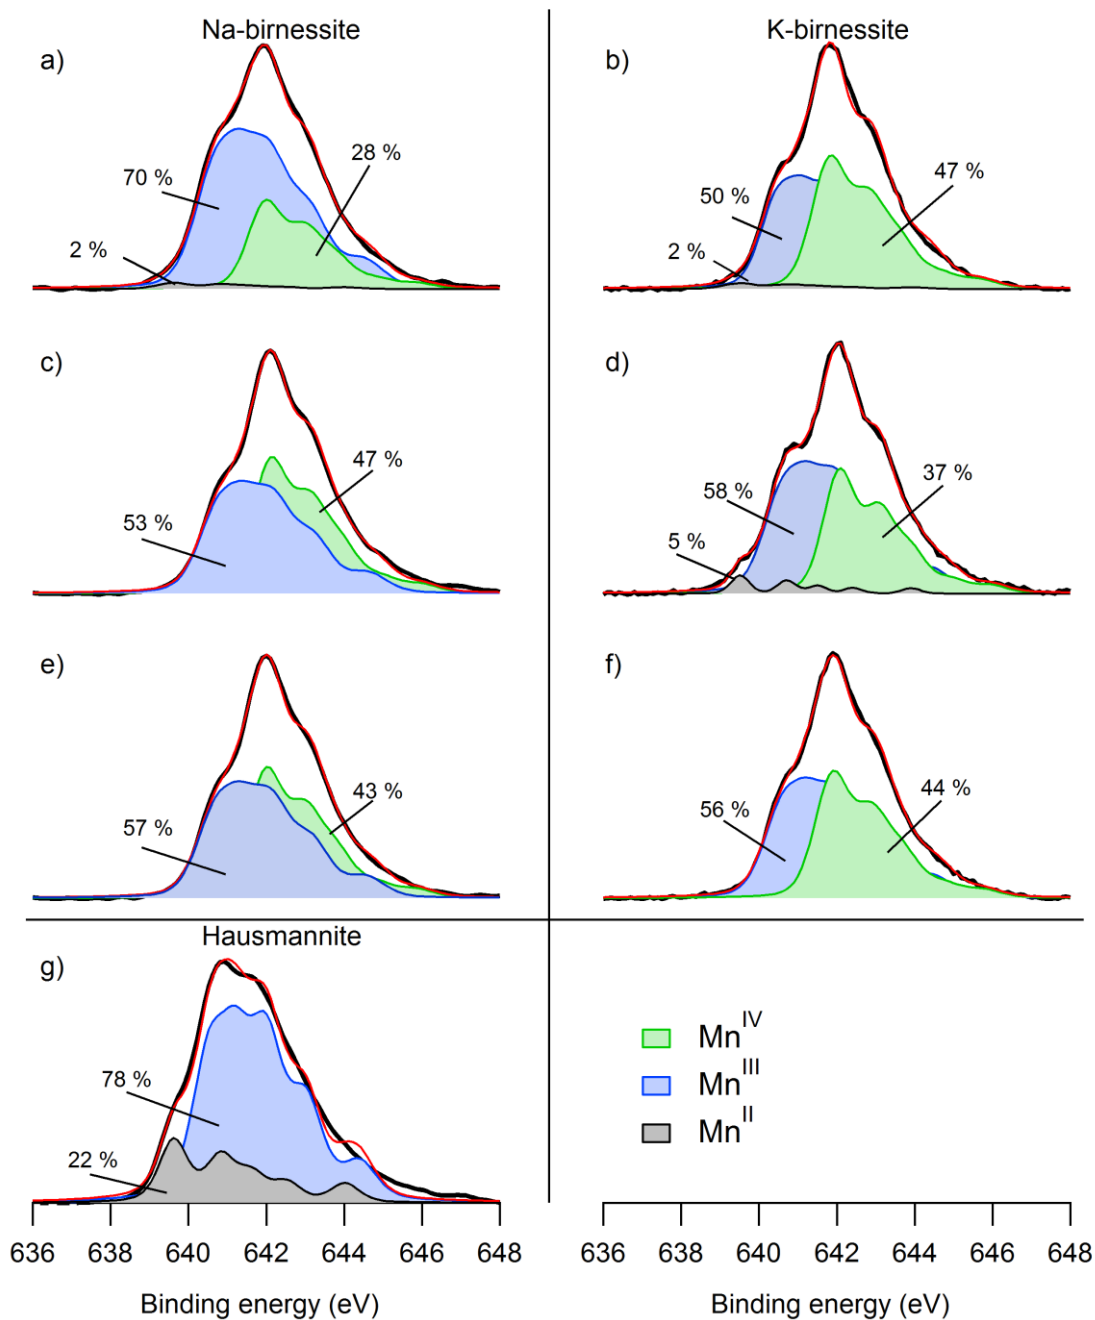 Na-birnessite
K-birnessite
a)
70 %
28 %
2 %
b)
50 %
47 %
2 %
c)
53 %
47 %
d)
58 %
37 %
5 %
e)
57 %
43 %
f)
56 %
44 %
Hausmannite
g)
78 %
22 %
Mn^IV
Mn^III
Mn^II
636 638 640 642 644 646 648
Binding energy (eV)
636 638 640 642 644 646 648
Binding energy (eV)